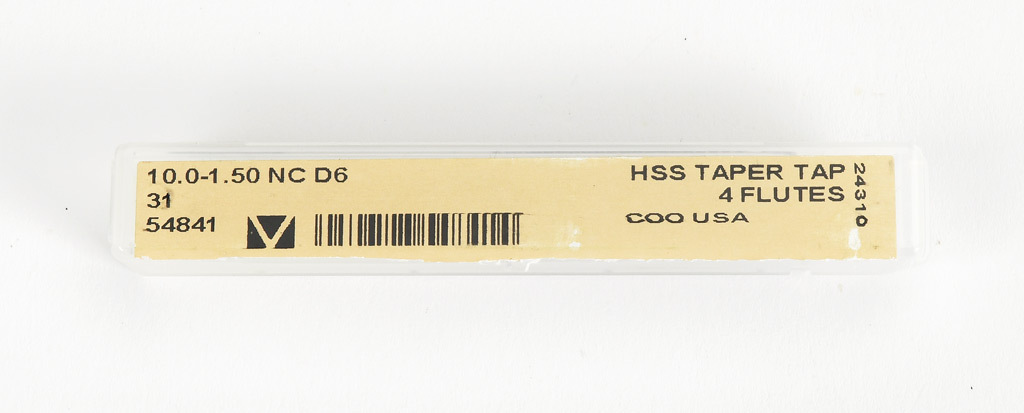 10.0-1.50 NC D6
31
54841
HSS TAPER TAP
4 FLUTES
COO USA
24310